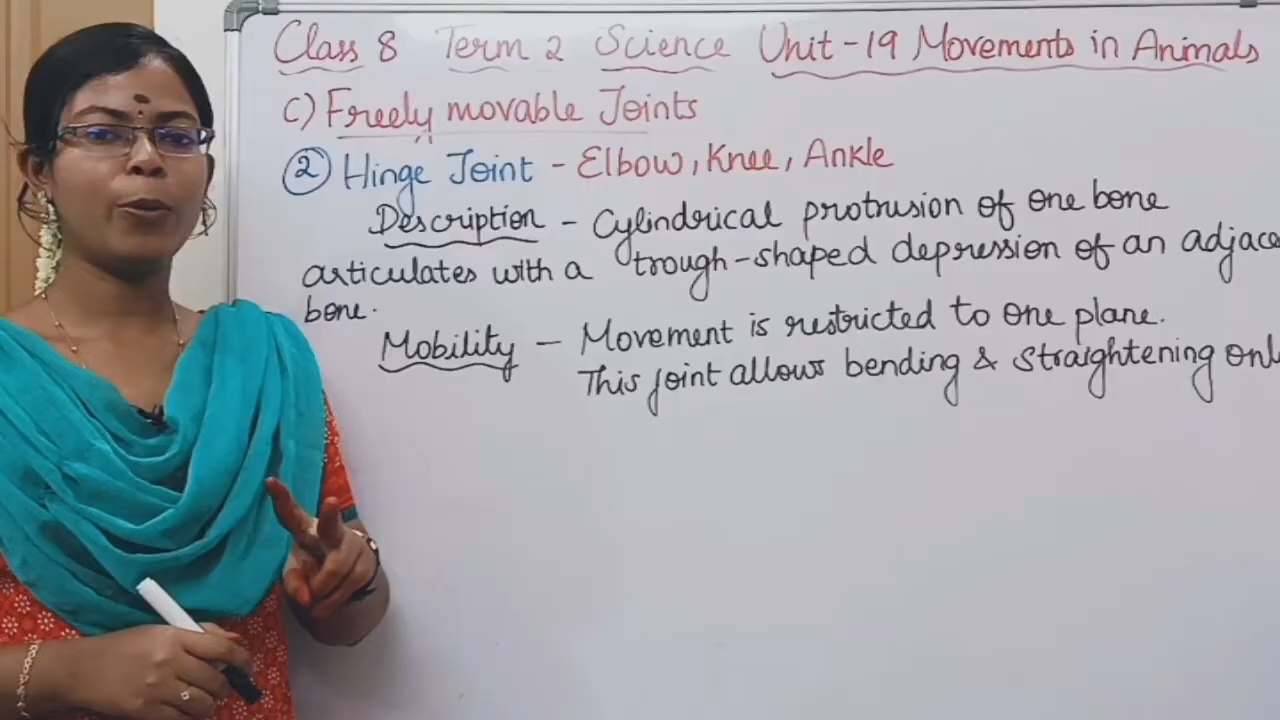 Class 8 Term 2 Science Unit-19 Movements in Animals
C) Freely movable Joints
② Hinge Joint - Elbow, Knee, Ankle
Description - Cylindrical protrusion of one bone
articulates with a trough-shaped depression of an
bone.
Mobility - Movement is restricted to one plane.
This joint allows bending & straightening